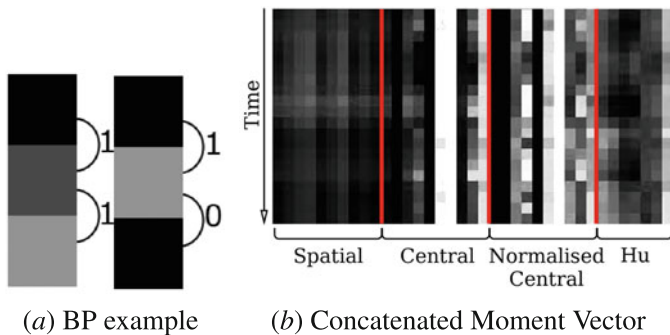 1
1
1
0
Time
Spatial
Central
Normalised
Central
Hu
(a) BP example
(b) Concatenated Moment Vector